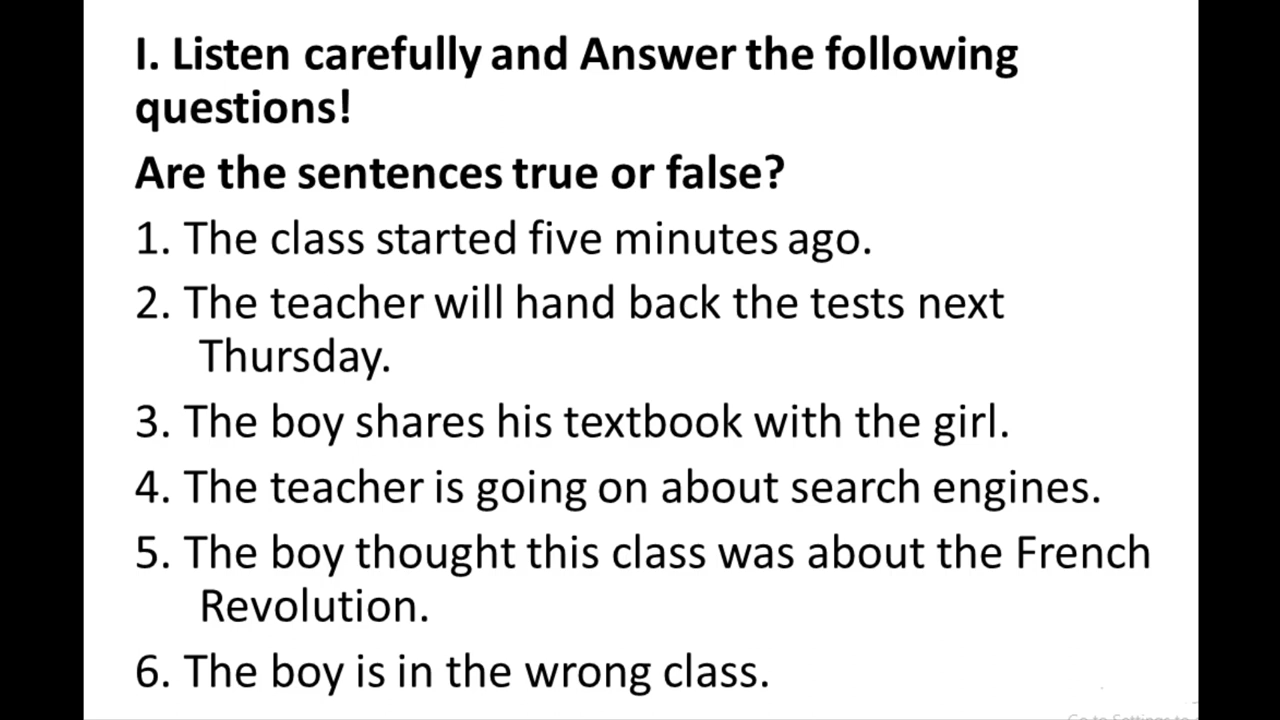 I. Listen carefully and Answer the following
questions!
Are the sentences true or false?
1. The class started five minutes ago.
2. The teacher will hand back the tests next
Thursday.
3. The boy shares his textbook with the girl.
4. The teacher is going on about search engines.
5. The boy thought this class was about the French
Revolution.
6. The boy is in the wrong class.